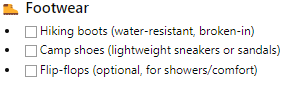 🥾 Footwear
• ☐ Hiking boots (water-resistant, broken-in)
• ☐ Camp shoes (lightweight sneakers or sandals)
• ☐ Flip-flops (optional, for showers/comfort)